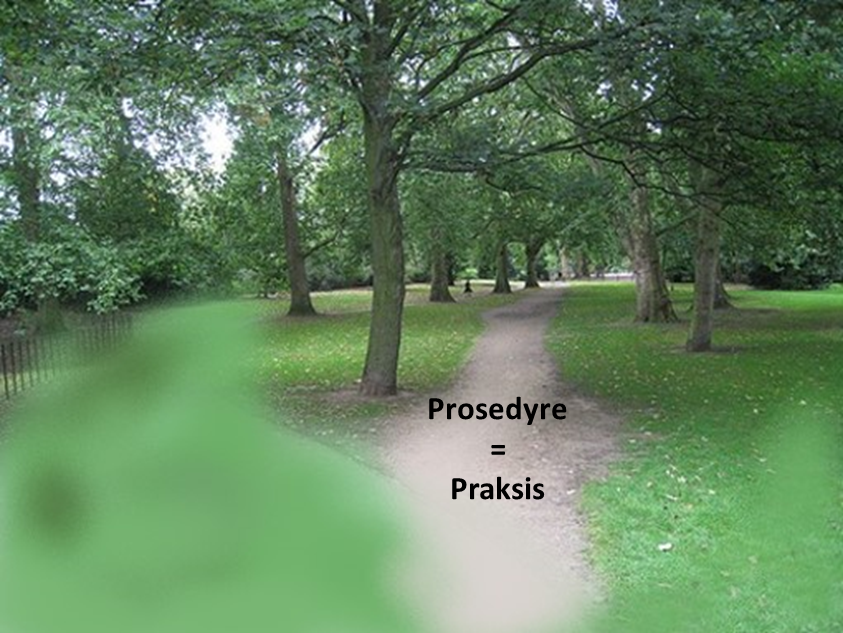 Prosedyre
=
Praksis